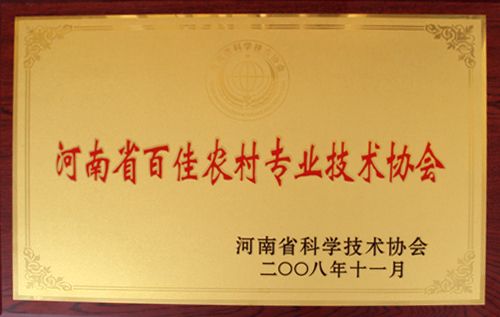 河南省百佳农村专业技术协会
河南省科学技术协会
二〇〇八年十一月